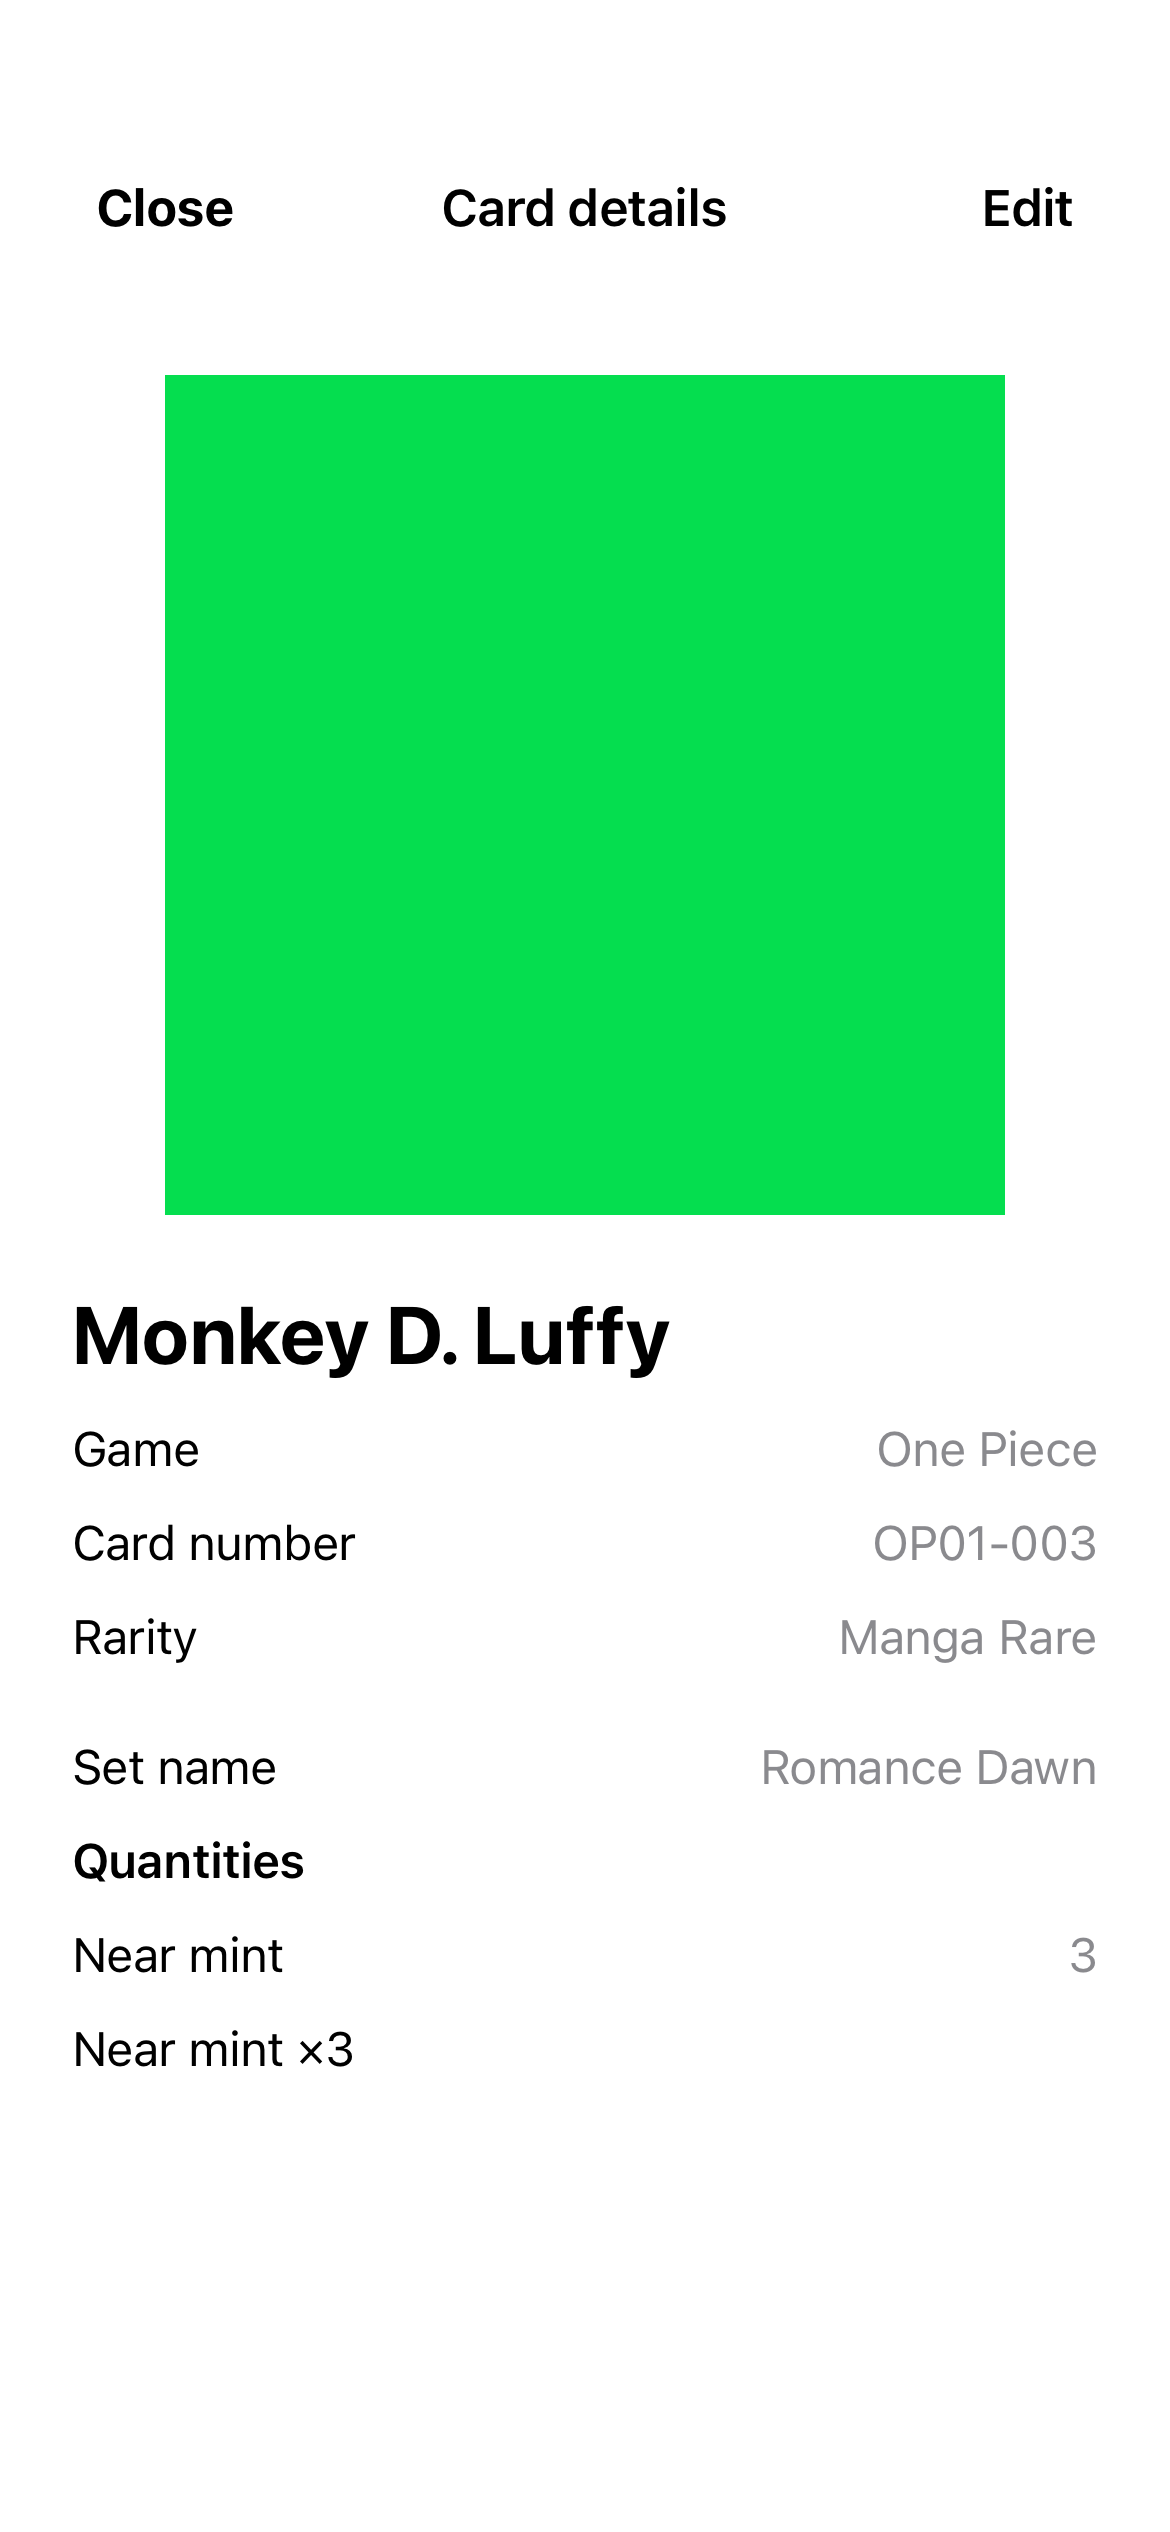 Close Card details Edit
Monkey D. Luffy
Game One Piece
Card number OP01-003
Rarity Manga Rare
Set name Romance Dawn
Quantities
Near mint 3
Near mint ×3